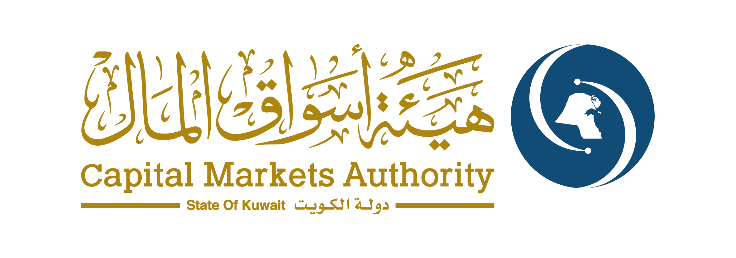 هيئة أسواق المال
Capital Markets Authority
State Of Kuwait دولة الكويت